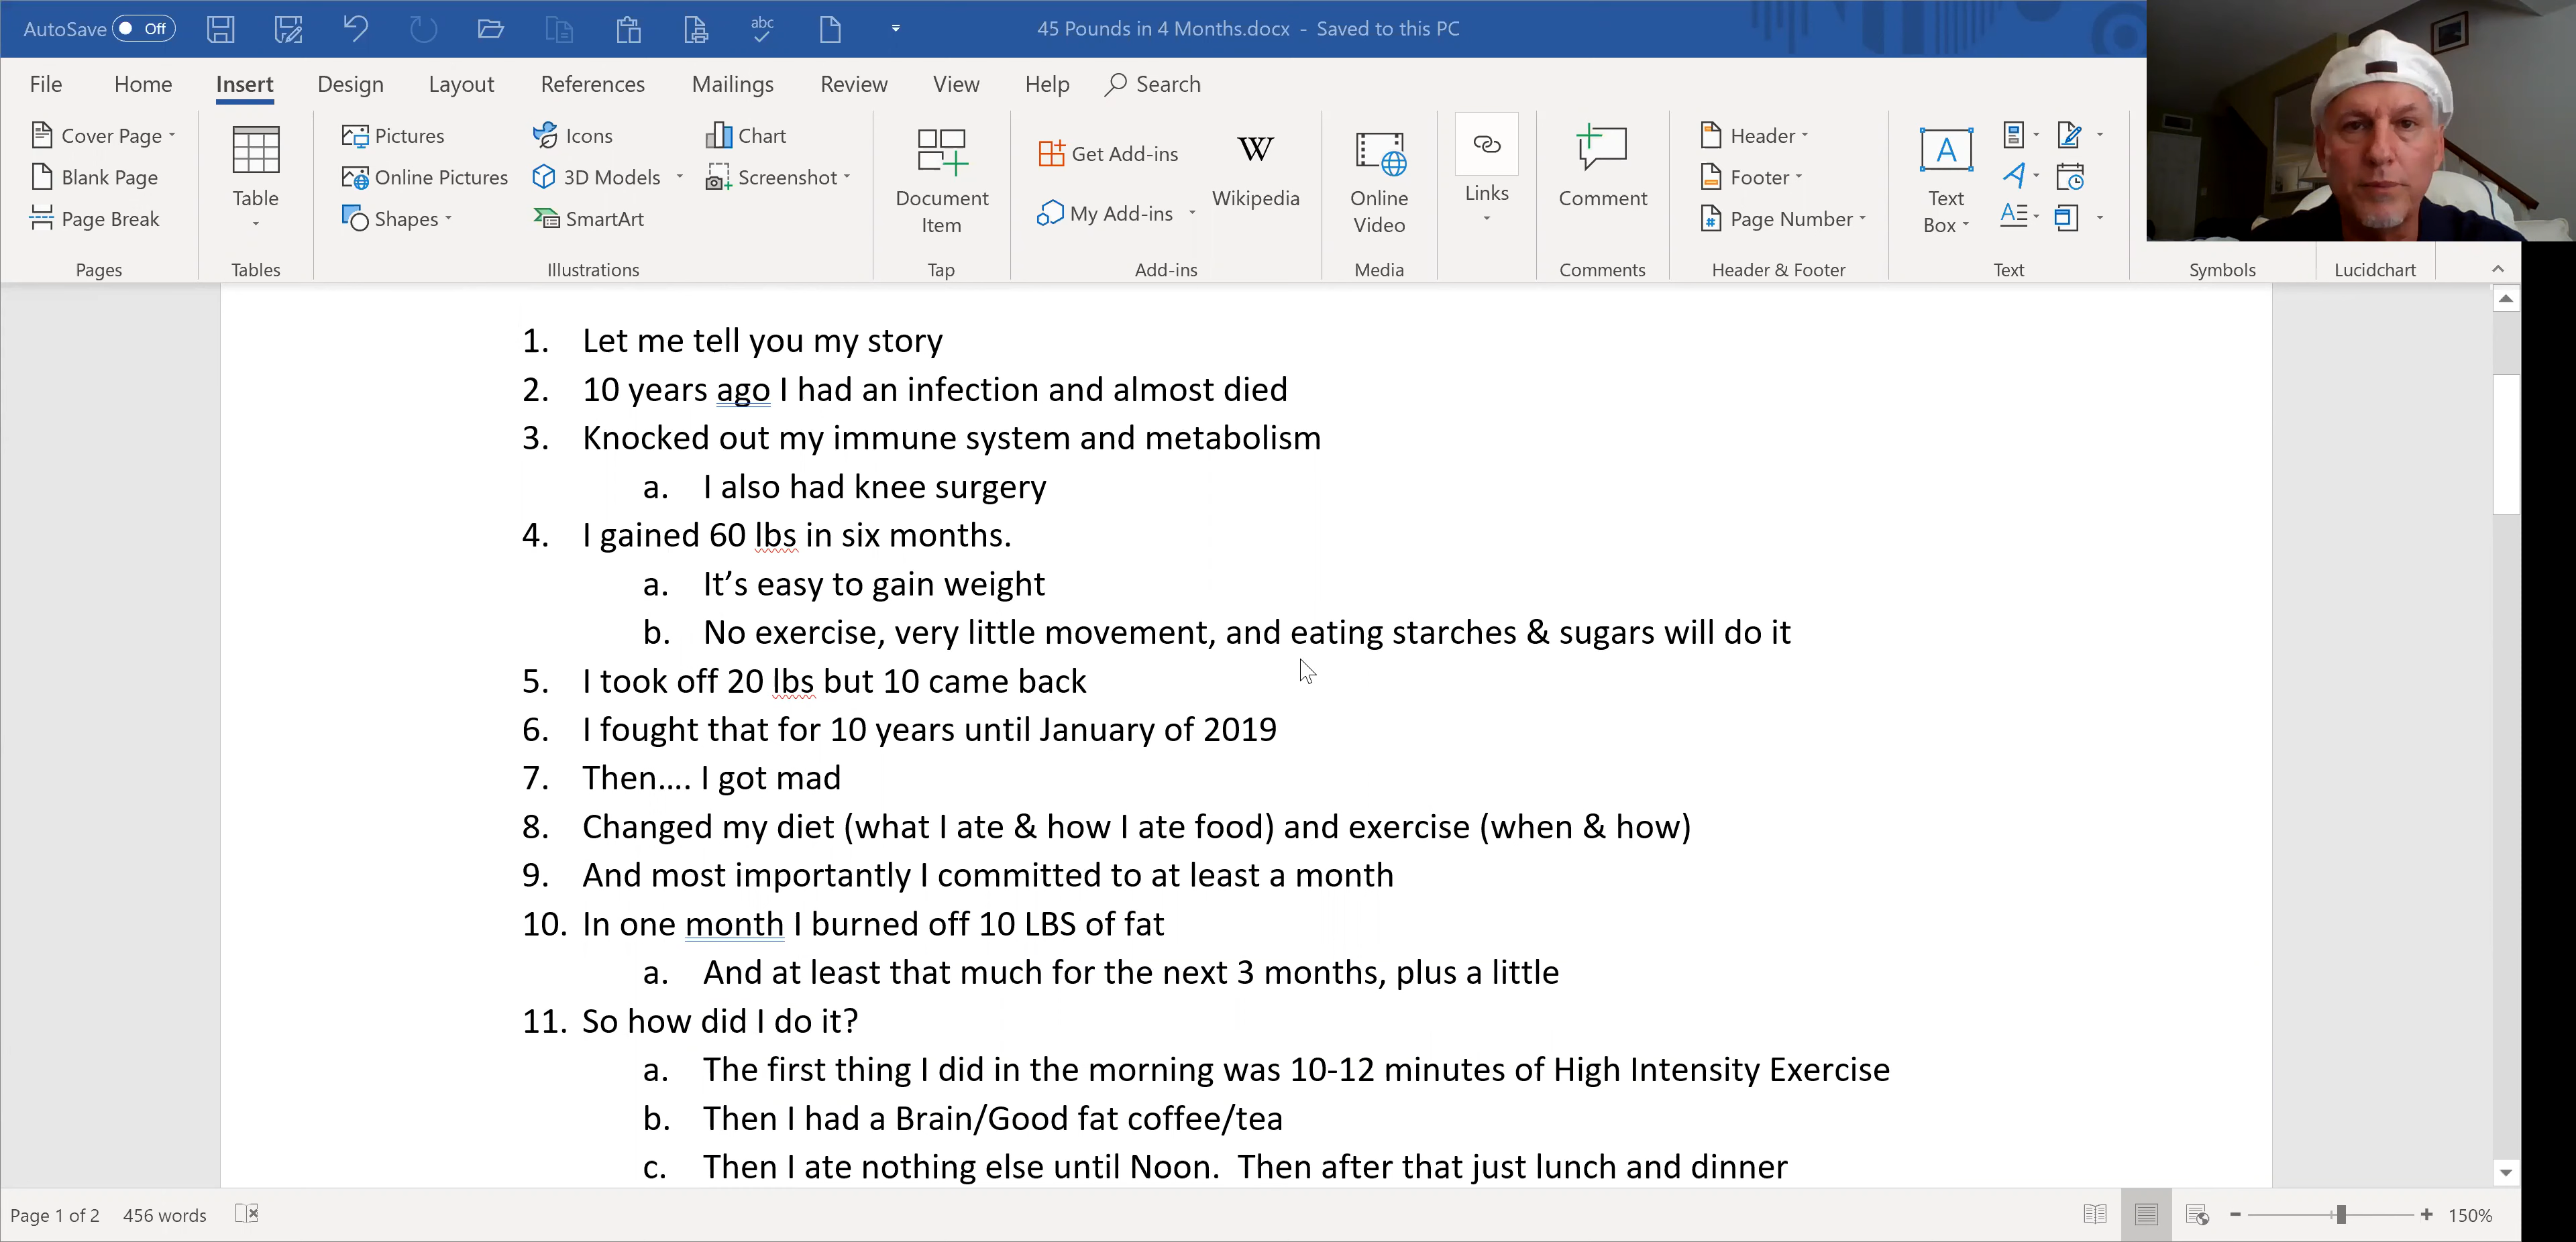 AutoSave Off abc 45 Pounds in 4 Months.docx - Saved to this PC
File Home Insert Design Layout References Mailings Review View Help Search
Cover Page
Blank Page
Page Break
Pages
Table
Tables
Pictures
Online Pictures
Shapes
Icons
3D Models
SmartArt
Chart
Screenshot
Illustrations
Document
Item
Tap
Get Add-ins
My Add-ins
W
Wikipedia
Add-ins
Online
Video
Media
Links
Comment
Comments
Header
Footer
# Page Number
Header & Footer
A
Text
Box
A
A
Text
Symbols
Lucidchart
1. Let me tell you my story
2. 10 years ago I had an infection and almost died
3. Knocked out my immune system and metabolism
a. I also had knee surgery
4. I gained 60 lbs in six months.
a. It’s easy to gain weight
b. No exercise, very little movement, and eating starches & sugars will do it
5. I took off 20 lbs but 10 came back
6. I fought that for 10 years until January of 2019
7. Then…. I got mad
8. Changed my diet (what I ate & how I ate food) and exercise (when & how)
9. And most importantly I committed to at least a month
10. In one month I burned off 10 LBS of fat
a. And at least that much for the next 3 months, plus a little
11. So how did I do it?
a. The first thing I did in the morning was 10-12 minutes of High Intensity Exercise
b. Then I had a Brain/Good fat coffee/tea
c. Then I ate nothing else until Noon. Then after that just lunch and dinner
Page 1 of 2 456 words 150%